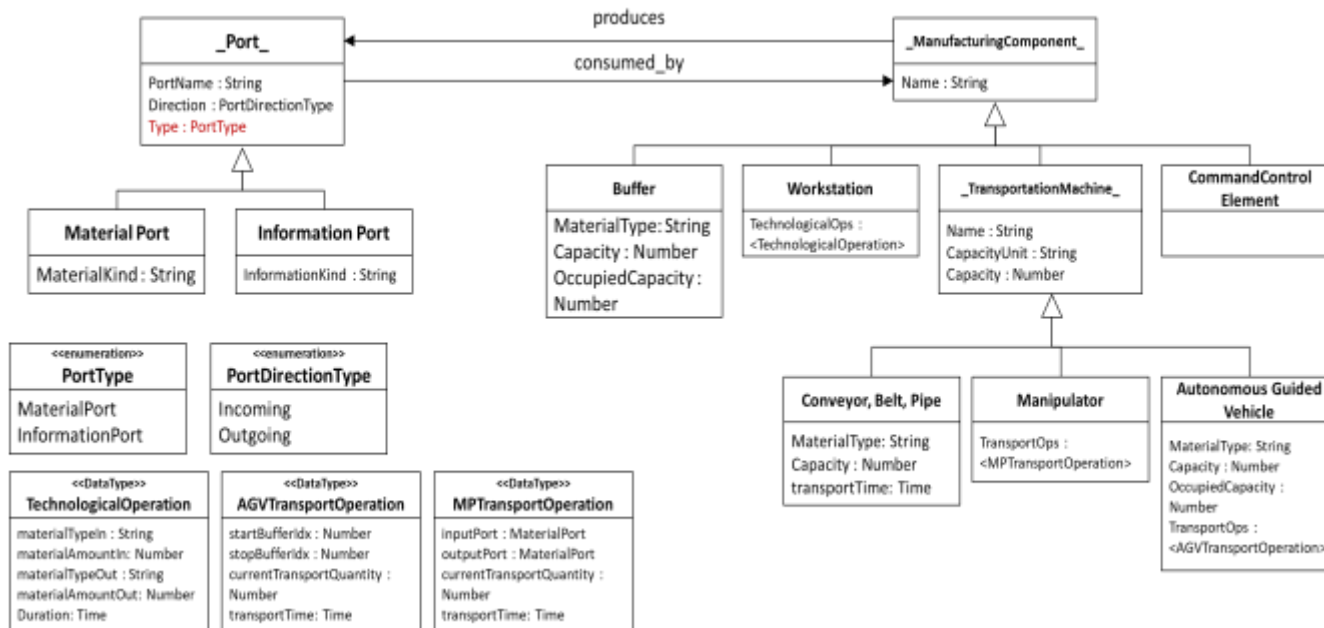 produces
consumed_by
_Port_
PortName : String
Direction : PortDirectionType
Type : PortType
_ManufacturingComponent_
Name : String
Material Port
MaterialKind : String
Information Port
InformationKind : String
Buffer
MaterialType: String
Capacity : Number
OccupiedCapacity :
Number
Workstation
TechnologicalOps :
<TechnologicalOperation>
_TransportationMachine_
Name : String
CapacityUnit : String
Capacity : Number
CommandControl
Element
<<enumeration>>
PortType
MaterialPort
InformationPort
<<enumeration>>
PortDirectionType
Incoming
Outgoing
Conveyor, Belt, Pipe
MaterialType: String
Capacity : Number
transportTime: Time
Manipulator
TransportOps :
<MPTransportOperation>
Autonomous Guided
Vehicle
MaterialType: String
Capacity : Number
OccupiedCapacity :
Number
TransportOps :
<AGVTransportOperation>
<<DataType>>
TechnologicalOperation
materialTypeIn : String
materialAmountIn: Number
materialTypeOut : String
materialAmountOut: Number
Duration: Time
<<DataType>>
AGVTransportOperation
startBufferIdx : Number
stopBufferIdx : Number
currentTransportQuantity :
Number
transportTime: Time
<<DataType>>
MPTransportOperation
inputPort : MaterialPort
outputPort : MaterialPort
currentTransportQuantity :
Number
transportTime: Time